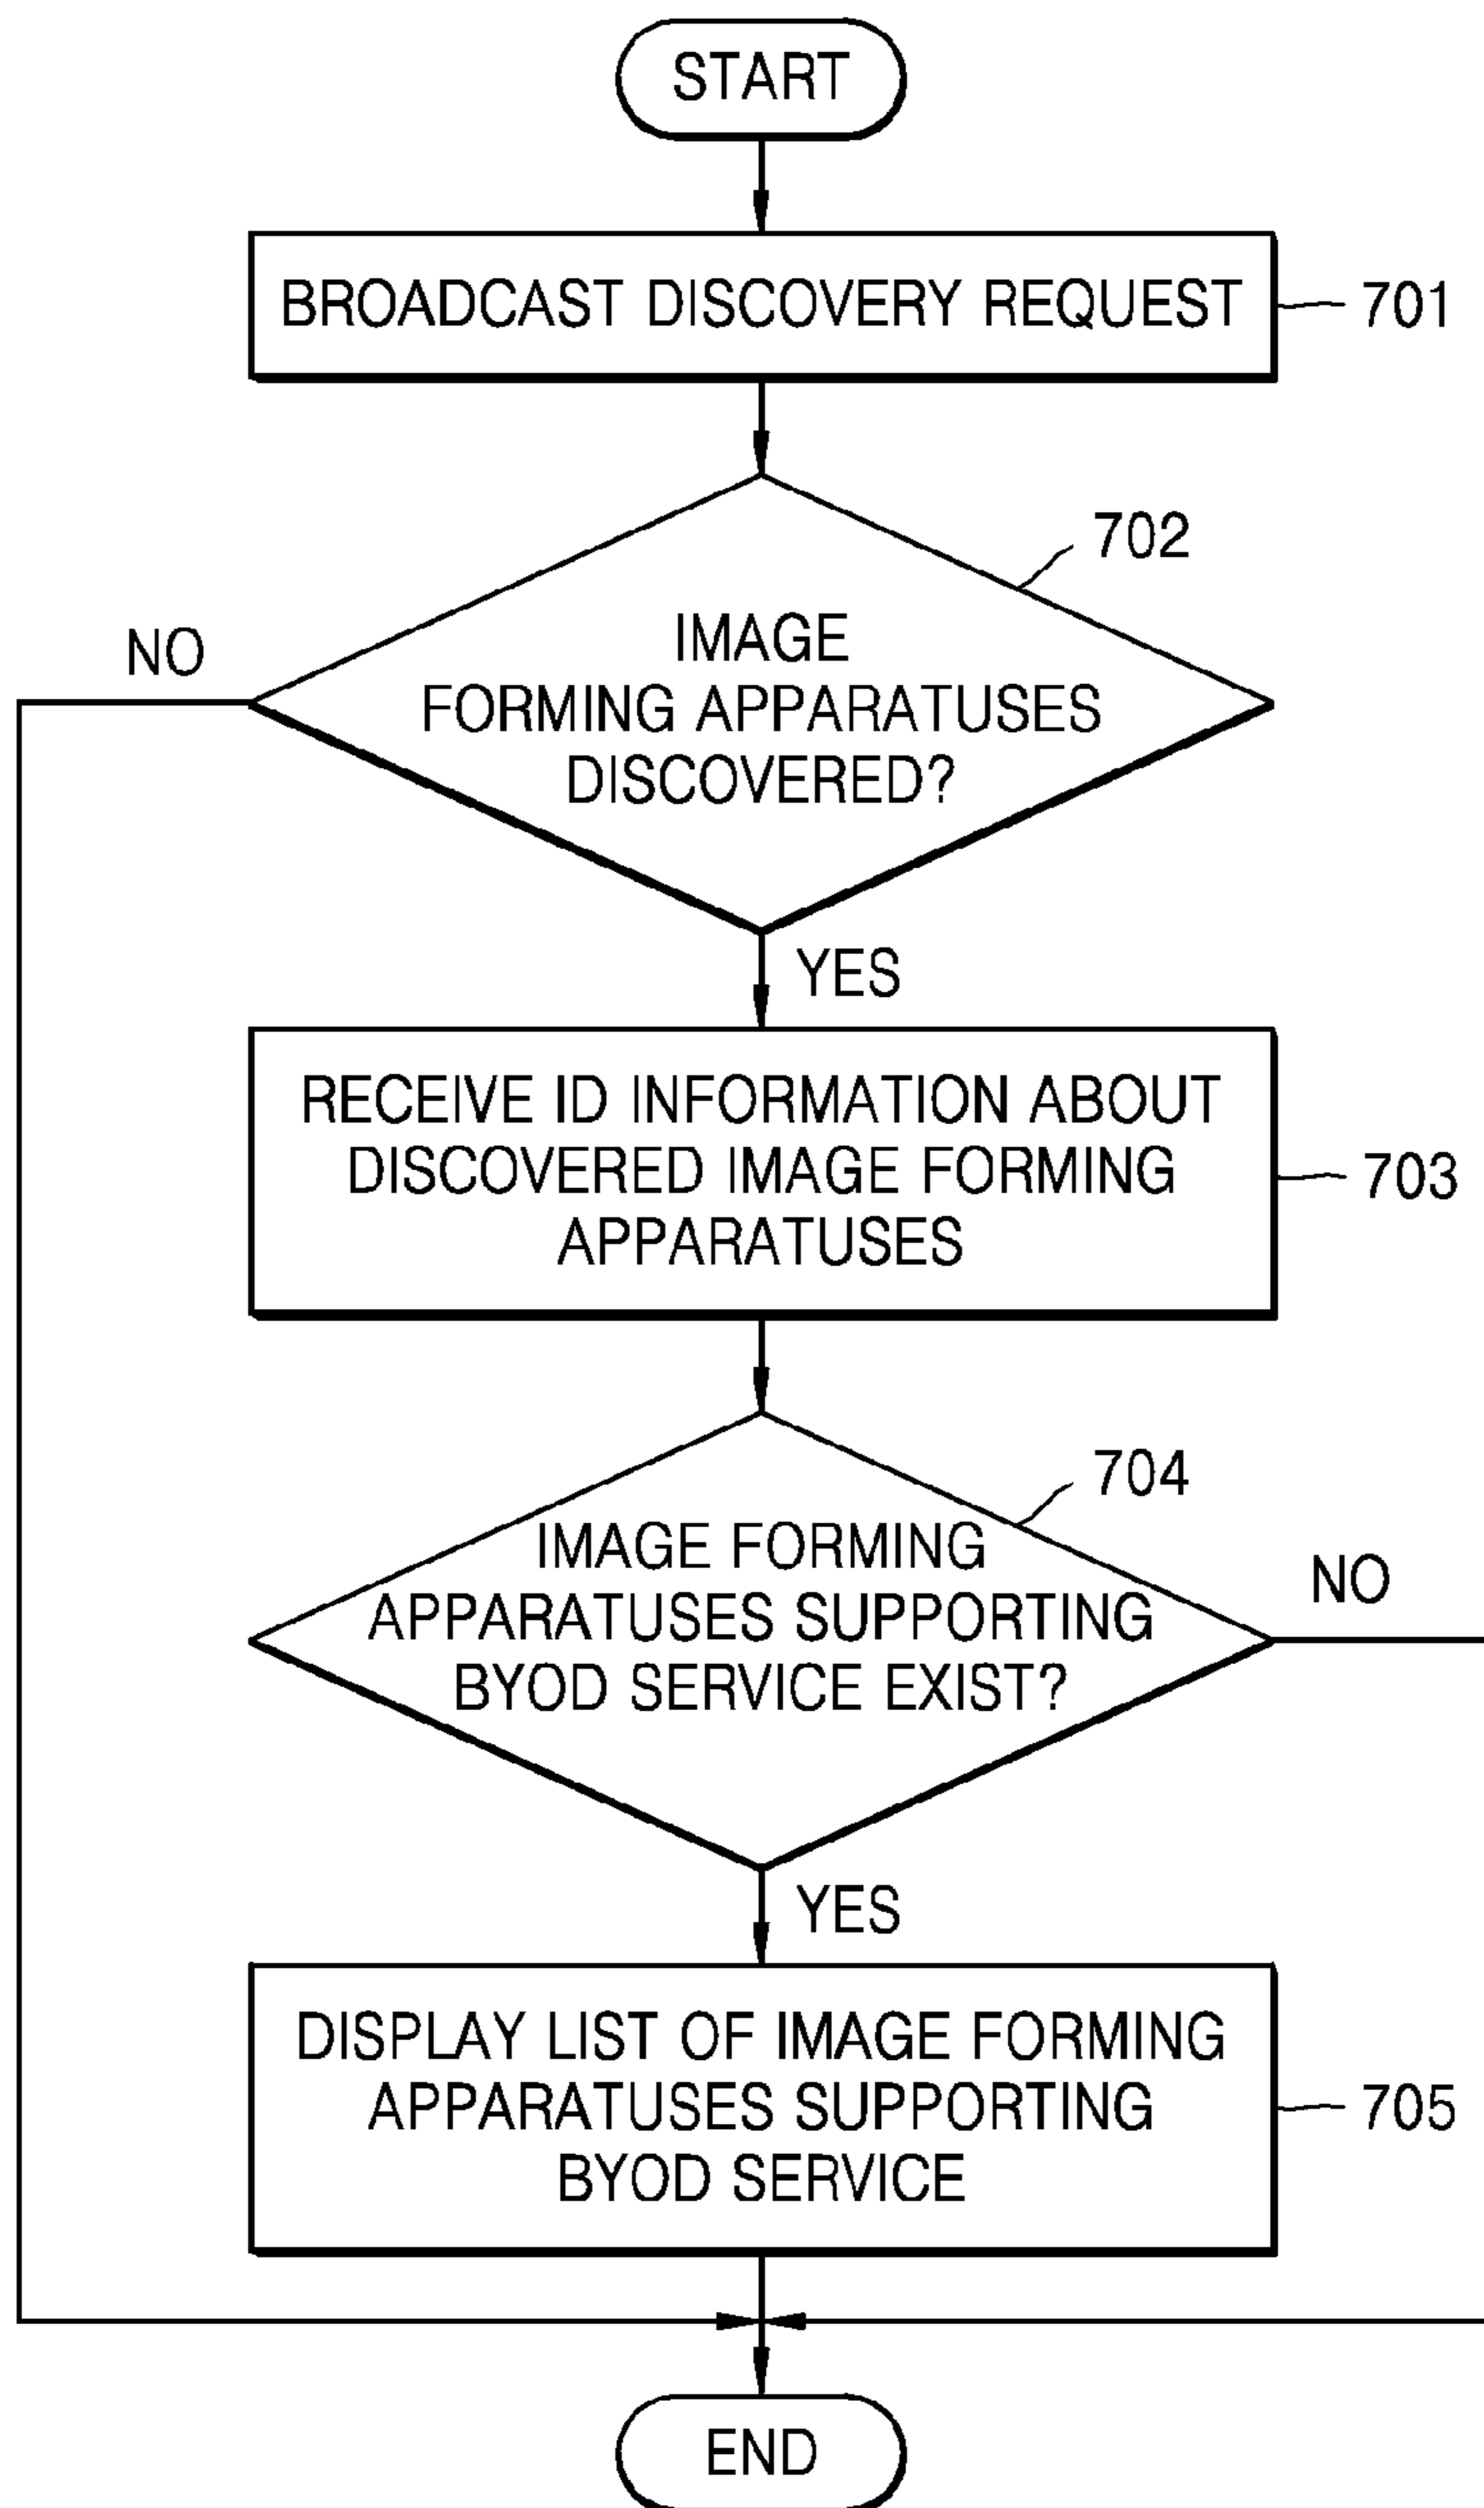 START
BROADCAST DISCOVERY REQUEST
701
702
IMAGE
FORMING APPARATUSES
DISCOVERED?
NO
YES
RECEIVE ID INFORMATION ABOUT
DISCOVERED IMAGE FORMING
APPARATUSES
703
704
IMAGE FORMING
APPARATUSES SUPPORTING
BYOD SERVICE EXIST?
NO
YES
DISPLAY LIST OF IMAGE FORMING
APPARATUSES SUPPORTING
BYOD SERVICE
705
END